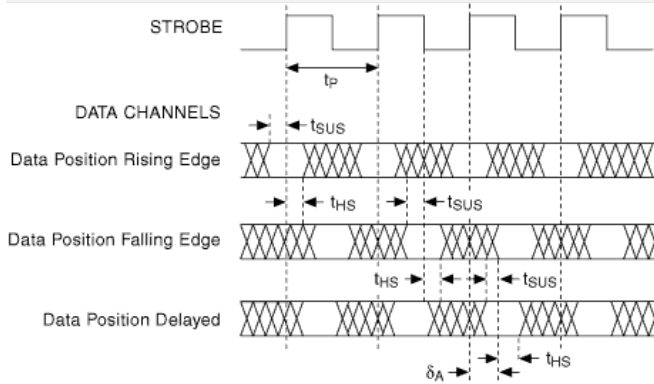 STROBE
tP
DATA CHANNELS
tSUS
Data Position Rising Edge
tHS
tSUS
Data Position Falling Edge
tHS
tSUS
Data Position Delayed
tHS
δA